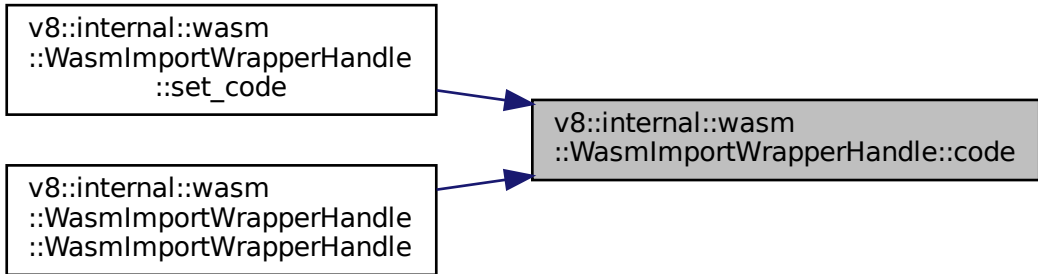 v8::internal::wasm
::WasmImportWrapperHandle
::set_code
v8::internal::wasm
::WasmImportWrapperHandle::code
v8::internal::wasm
::WasmImportWrapperHandle
::WasmImportWrapperHandle